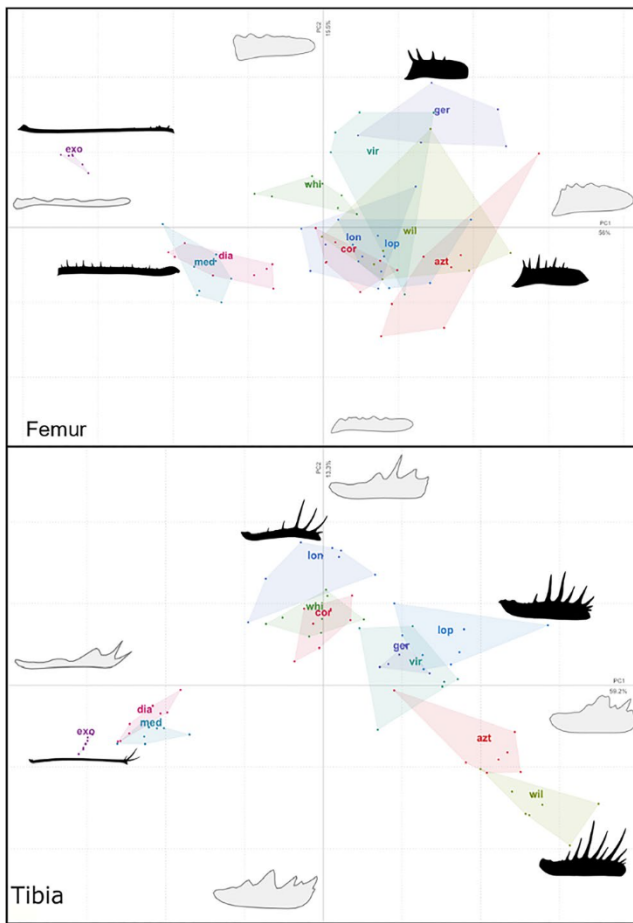 PC2
15.5%
ger
exo
vir
whi
PC1
56%
lon
wil
lop
cor
dia
med
azt
Femur
PC2
13.3%
lon
whi
cor
lop
ger
vir
PC1
59.2%
dia
med
exo
azt
wil
Tibia